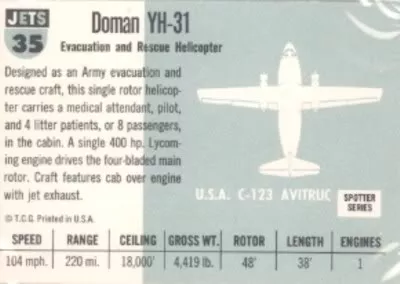 JETS
35
Doman YH-31
Evacuation and Rescue Helicopter
Designed as an Army evacuation and
rescue craft, this single rotor helicop-
ter carries a medical attendant, pilot,
and 4 litter patients, or 8 passengers,
in the cabin. A single 400 hp. Lycom-
ing engine drives the four-bladed main
rotor. Craft features cab over engine
with jet exhaust.
© T.C.G. Printed in U.S.A.
U.S.A. C-123 AVITRUC
SPOTTER
SERIES
SPEED RANGE CEILING GROSS WT. ROTOR LENGTH ENGINES
104 mph. 220 mi. 18,000' 4,419 lb. 48' 38' 1